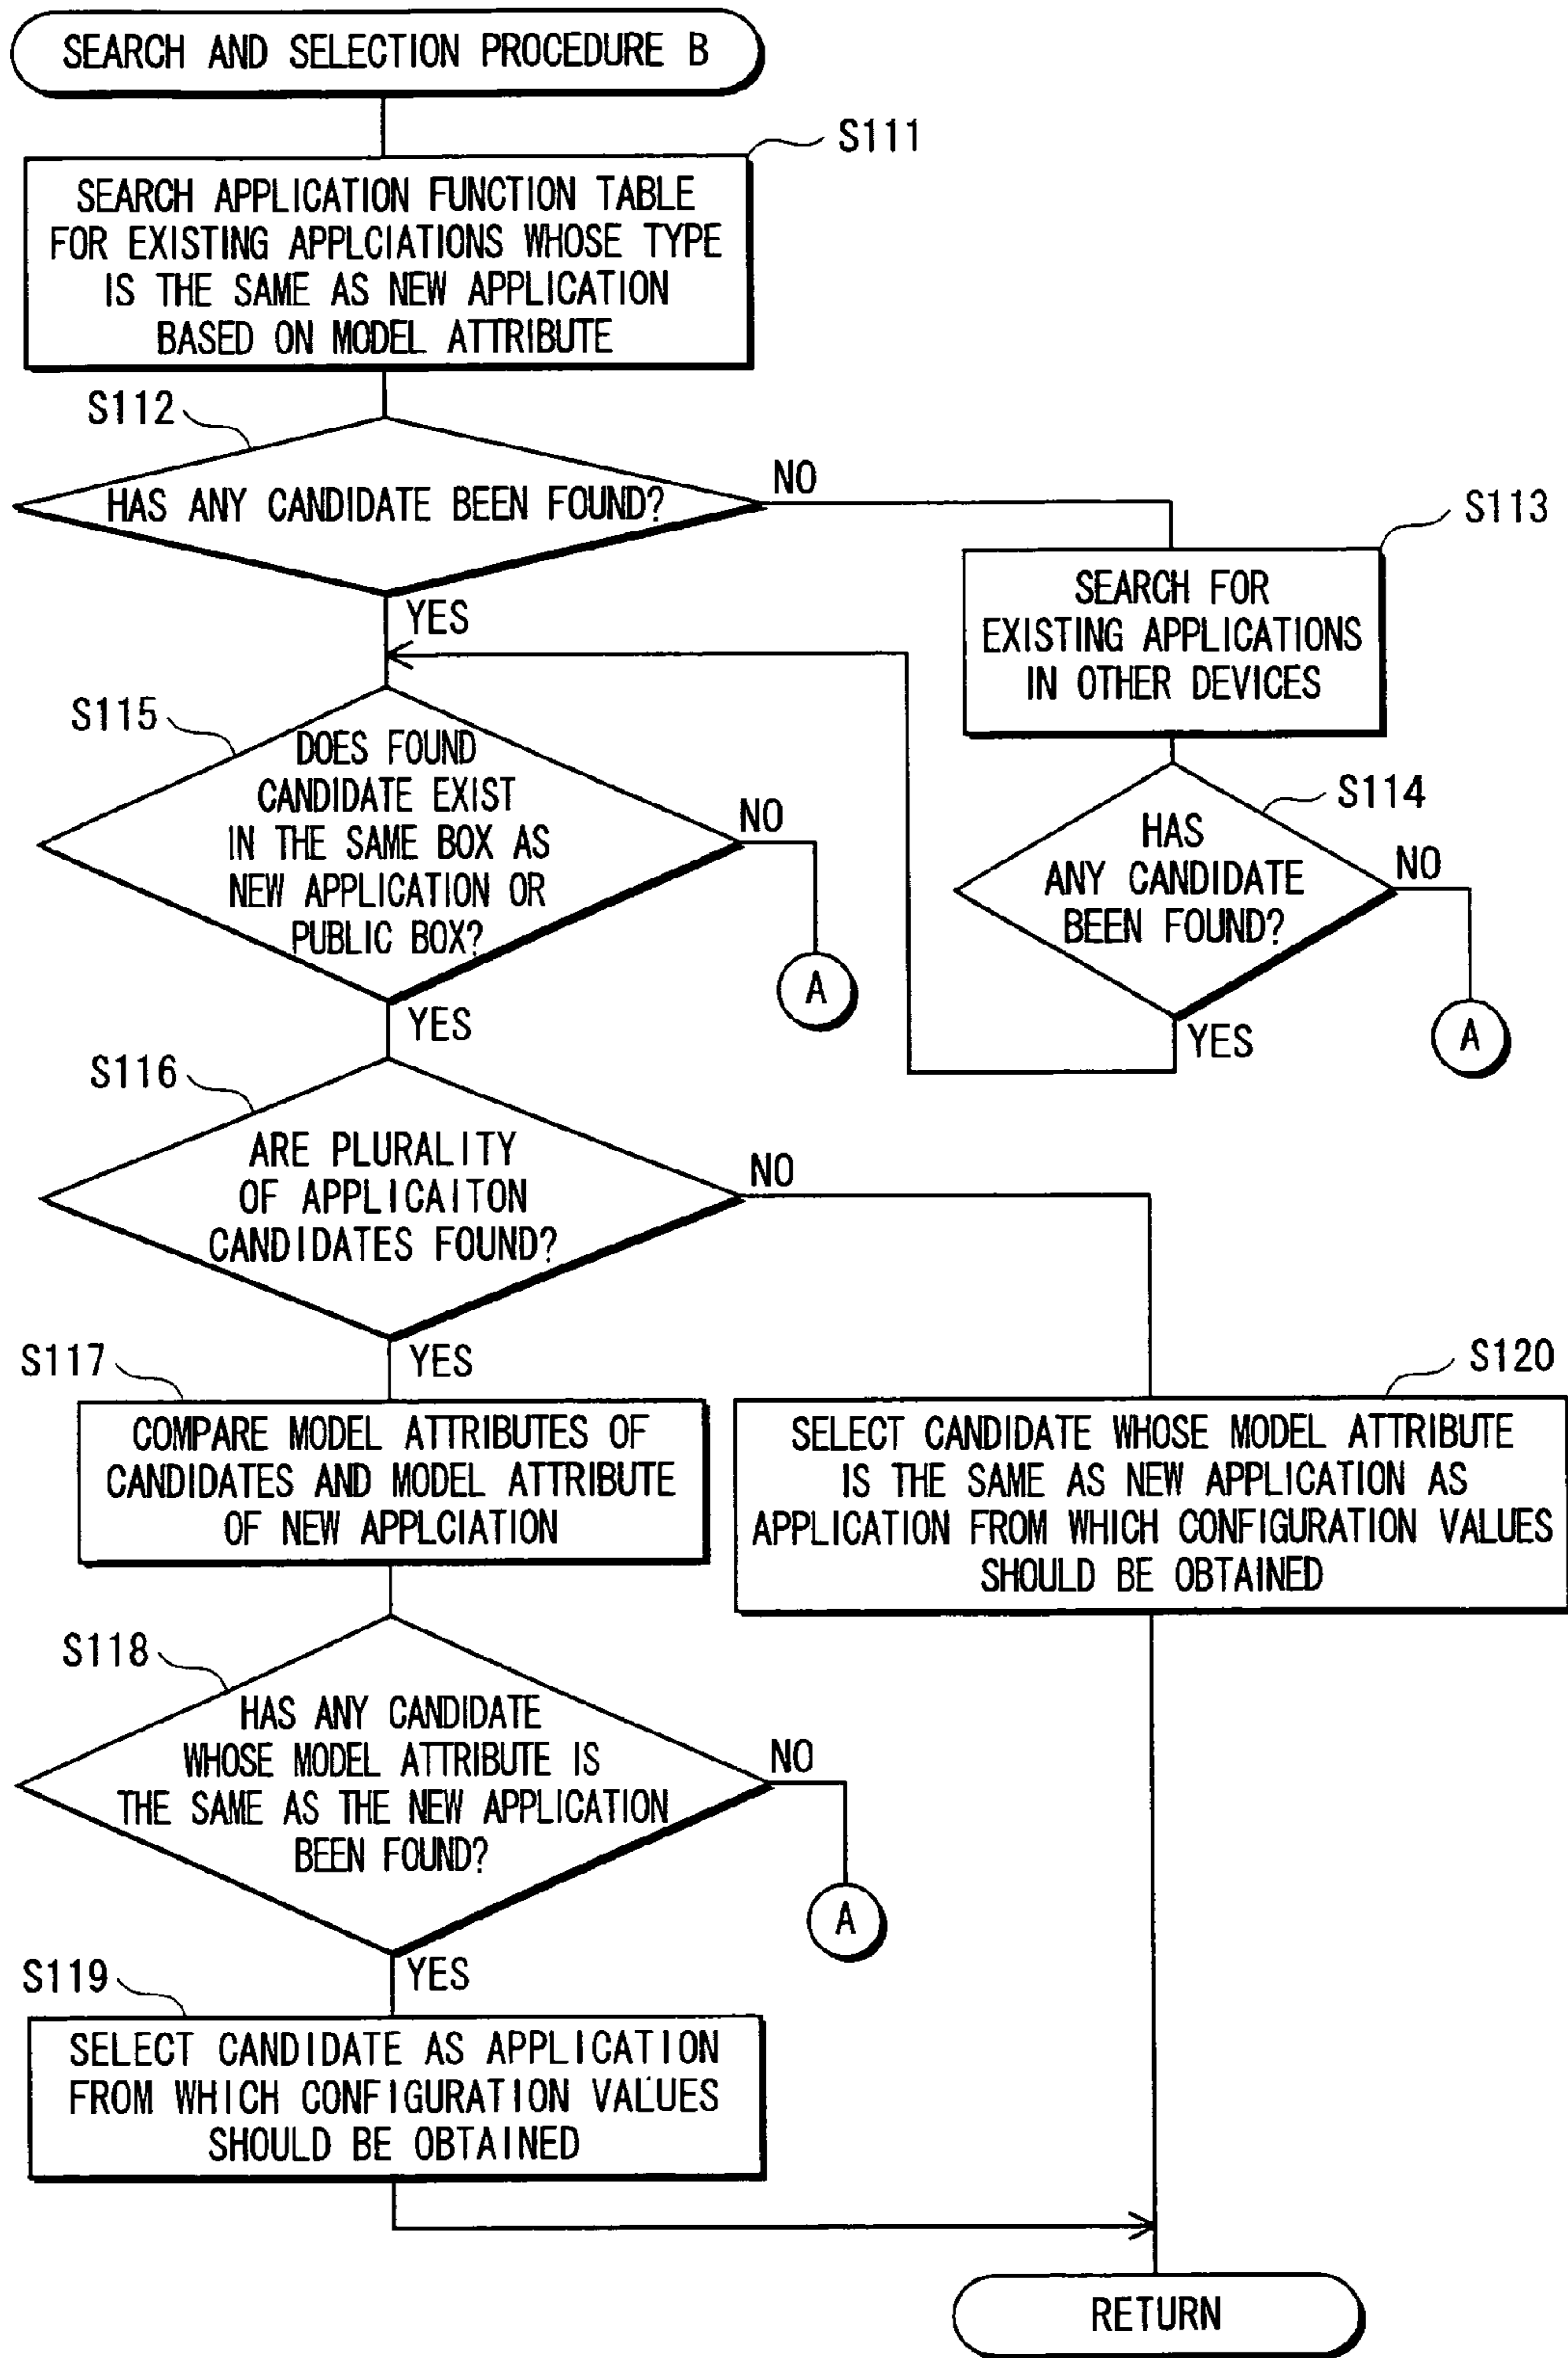 SEARCH AND SELECTION PROCEDURE B
S111
SEARCH APPLICATION FUNCTION TABLE
FOR EXISTING APPLCIATIONS WHOSE TYPE
IS THE SAME AS NEW APPLICATION
BASED ON MODEL ATTRIBUTE
S112
HAS ANY CANDIDATE BEEN FOUND?
NO
YES
S113
SEARCH FOR
EXISTING APPLICATIONS
IN OTHER DEVICES
S114
HAS
ANY CANDIDATE
BEEN FOUND?
NO
A
YES
S115
DOES FOUND
CANDIDATE EXIST
IN THE SAME BOX AS
NEW APPLICATION OR
PUBLIC BOX?
NO
A
YES
S116
ARE PLURALITY
OF APPLICAITON
CANDIDATES FOUND?
NO
YES
S117
COMPARE MODEL ATTRIBUTES OF
CANDIDATES AND MODEL ATTRIBUTE
OF NEW APPLCIATION
S120
SELECT CANDIDATE WHOSE MODEL ATTRIBUTE
IS THE SAME AS NEW APPLICATION AS
APPLICATION FROM WHICH CONFIGURATION VALUES
SHOULD BE OBTAINED
S118
HAS ANY CANDIDATE
WHOSE MODEL ATTRIBUTE IS
THE SAME AS THE NEW APPLICATION
BEEN FOUND?
NO
A
YES
S119
SELECT CANDIDATE AS APPLICATION
FROM WHICH CONFIGURATION VALUES
SHOULD BE OBTAINED
RETURN